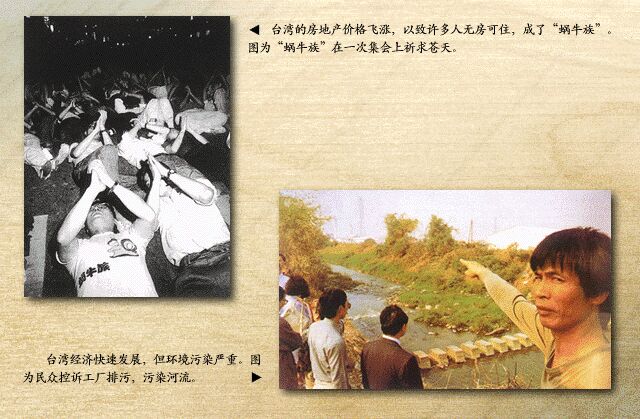 台湾的房地产价格飞涨，以致许多人无房可住，成了“蜗牛族”。
图为“蜗牛族”在一次集会上祈求苍天。
蜗牛族
台湾经济快速发展，但环境污染严重。图
为民众控诉工厂排污，污染河流。